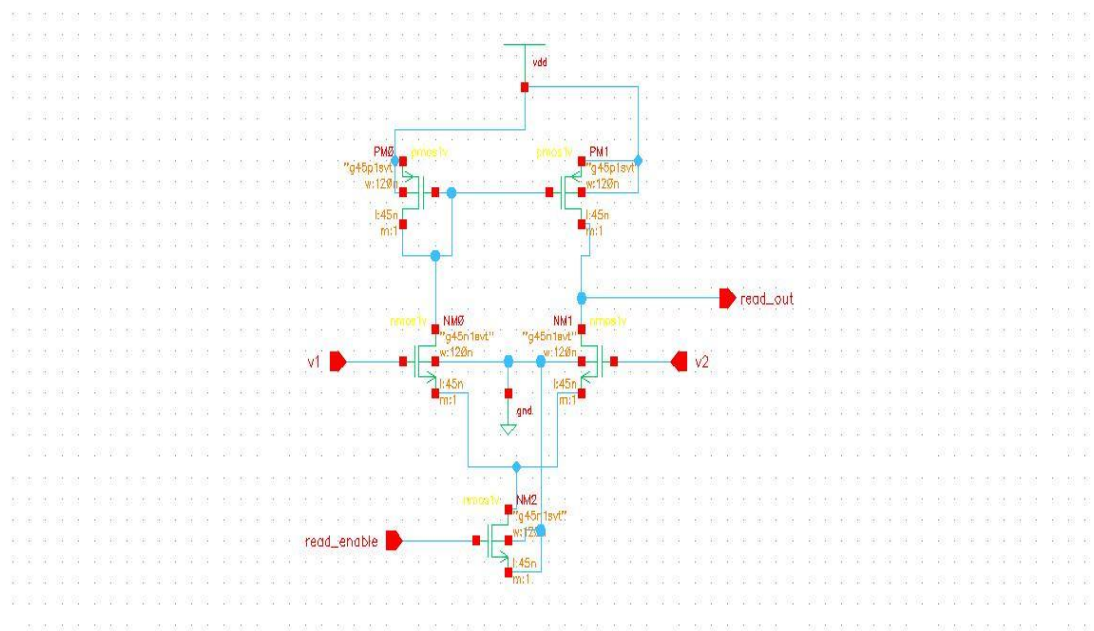 vdd
PM0 pmos1v
"g45p1svt
w:120n
l:45n
m:1
pmos1v PM1
"g45p1svt
w:120n
l:45n
m:1
read_out
nmos1v NM0
"g45n1svt"
w:120n
l:45n
m:1
v1
NM1 nmos1v
"g45n1svt"
w:120n
l:45n
m:1
v2
gnd
nmos1v NM2
"g45n1svt"
l:45n
m:1
read_enable